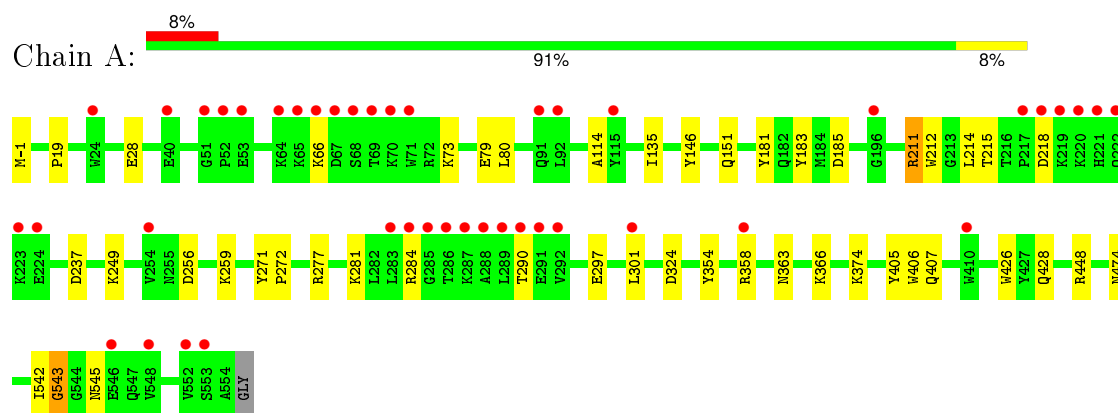 8%
Chain A:
91% 8%
M-1 P19 W24 E28 E40 G51 P52 E53 K64 K65 K66 D67 S68 T69 K70 W71 R72 K73 E79 L80 Q91 L92 A114 Y115 I135 Y146 Q151 Y181 Q182 Y183 M184 D185 G196 R211 W212 G213 L214 T215 T216 P217 D218 K219 K220 H221
K223 E224 D237 K249 V254 N255 D256 K259 Y271 P272 R277 K281 L282 L283 R284 G285 T286 K287 A288 L289 T290 E291 V292 E297 L301 D324 Y354 R358 N363 K366 K374 Y405 W406 Q407 W410 W426 Y427 Q428 R448 N474
I542 G543 G544 N545 E546 Q547 V548 V552 S553 A554 GLY